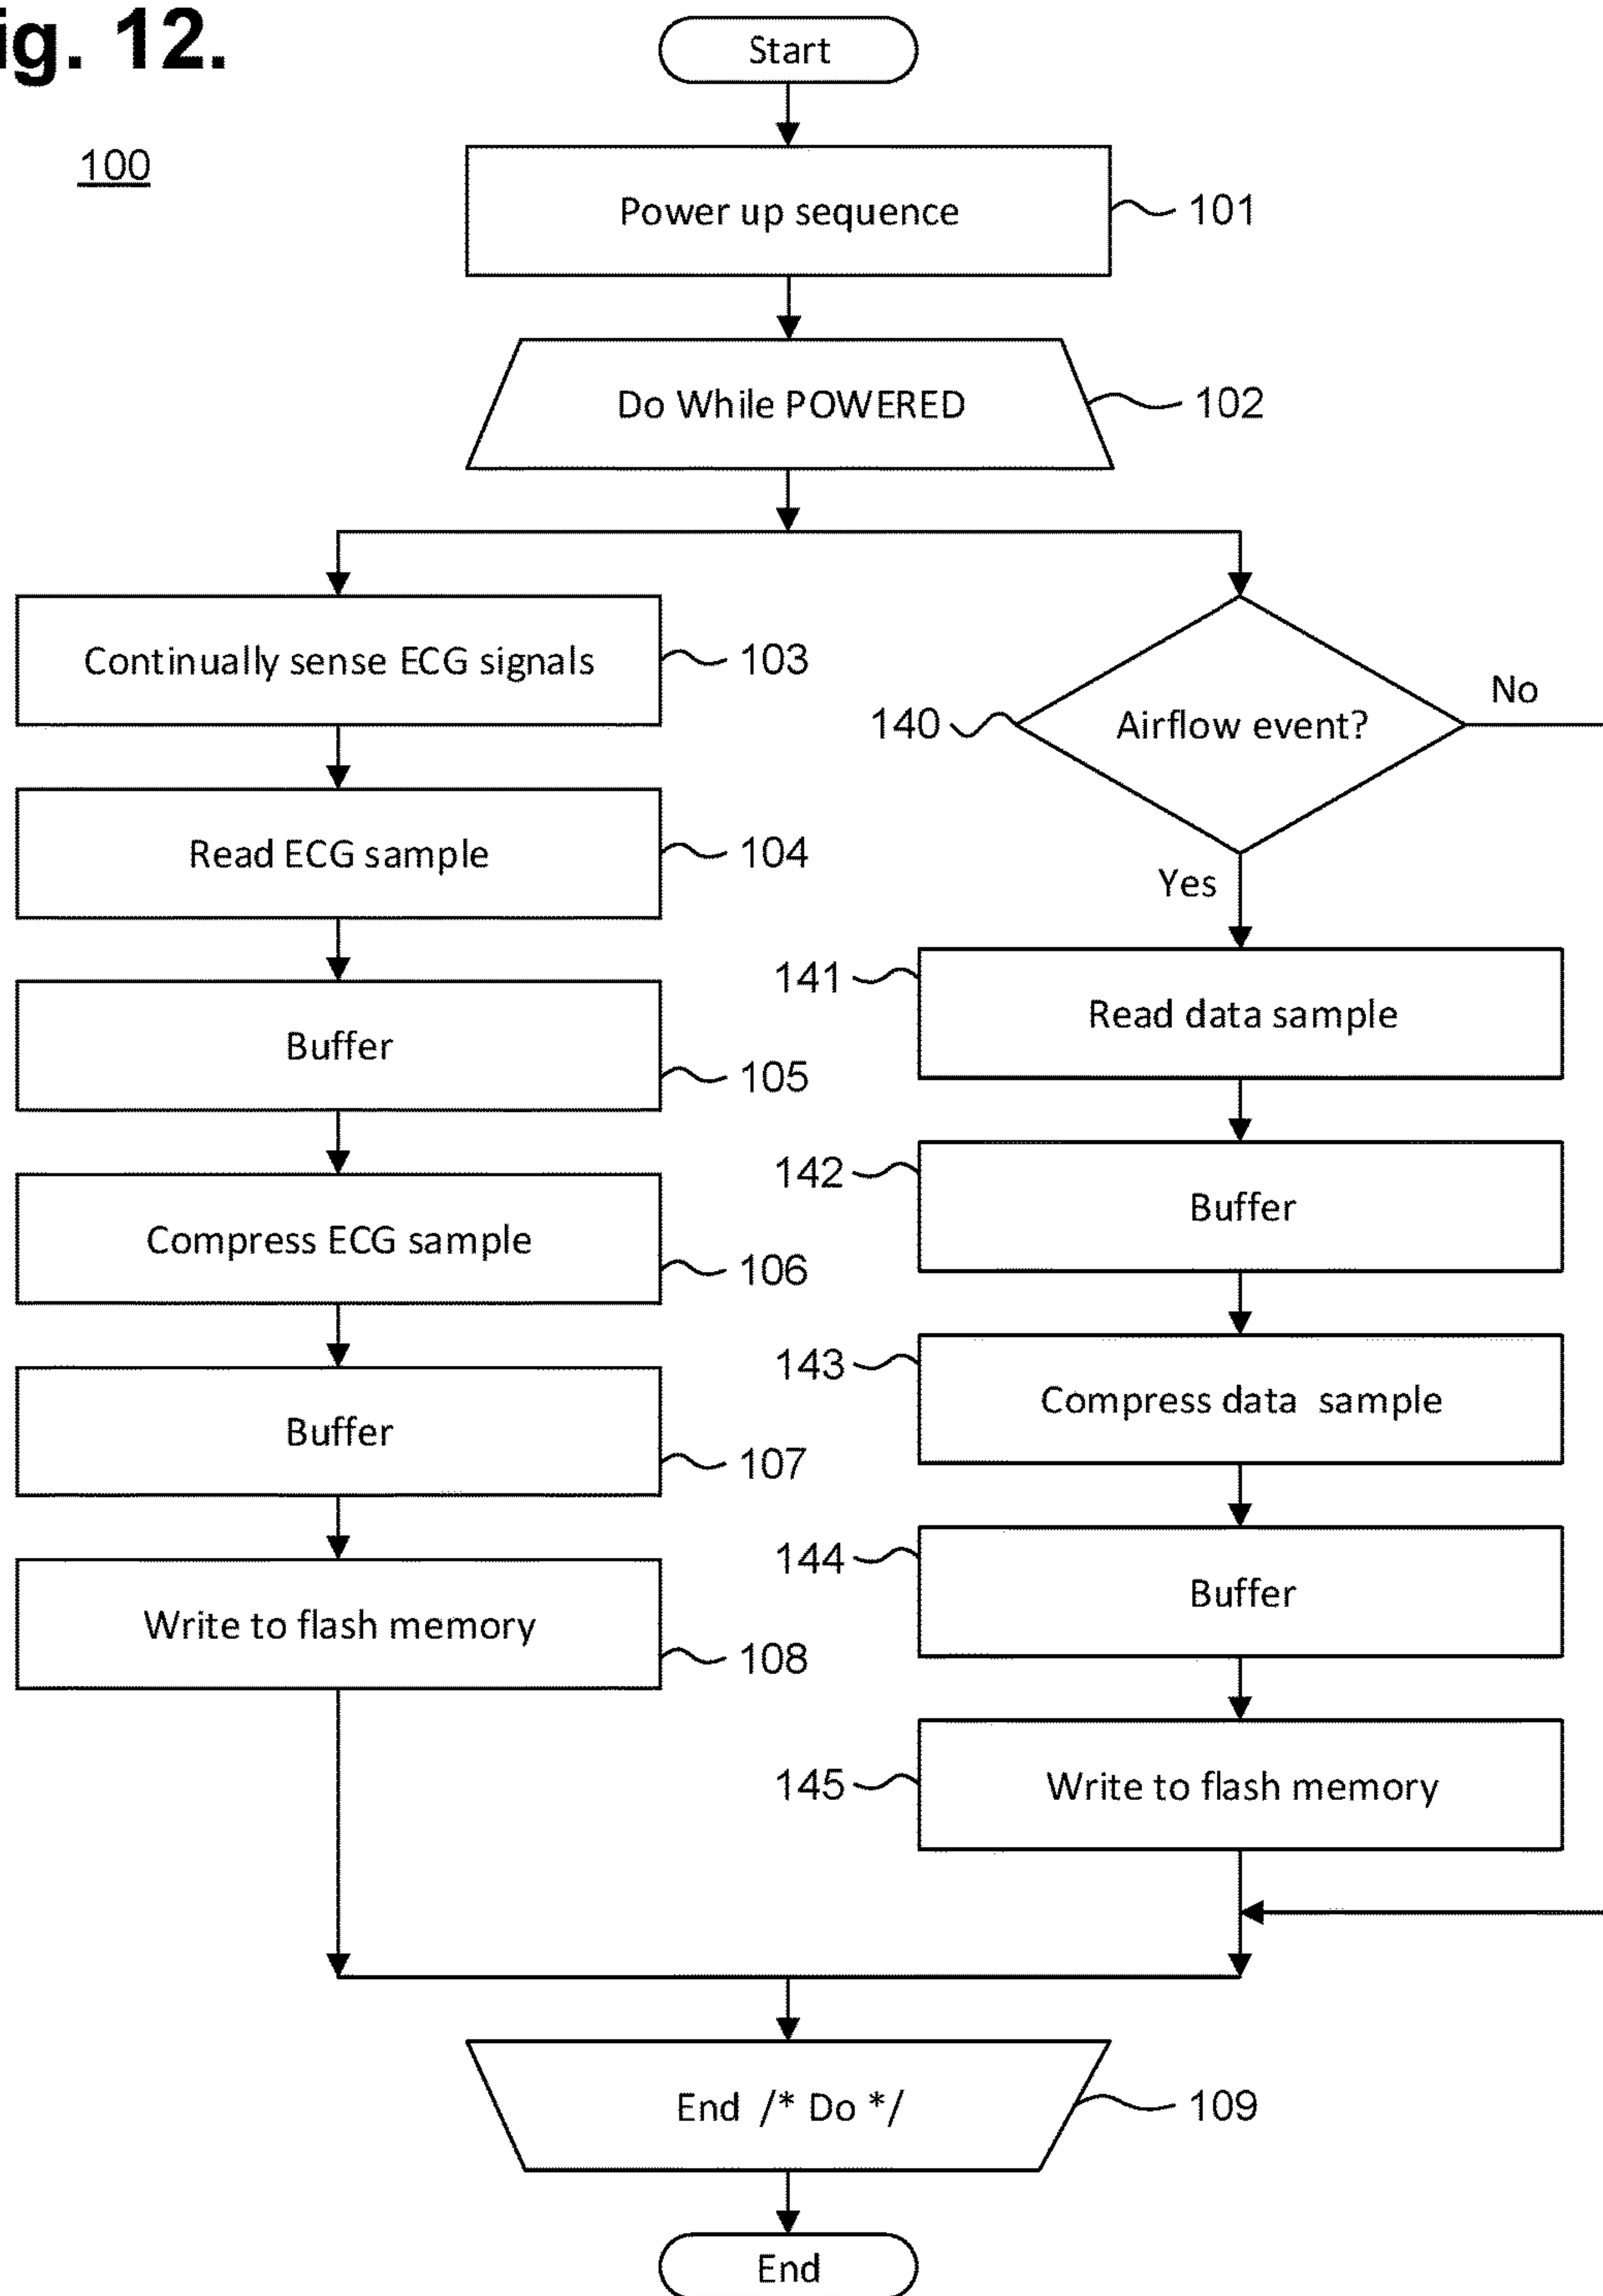 ig. 12.
Start
100
Power up sequence
101
Do While POWERED
102
Continually sense ECG signals
103
140
Airflow event?
No
Read ECG sample
104
Yes
141
Read data sample
Buffer
105
142
Buffer
Compress ECG sample
106
143
Compress data  sample
Buffer
107
144
Buffer
Write to flash memory
108
145
Write to flash memory
End /* Do */
109
End